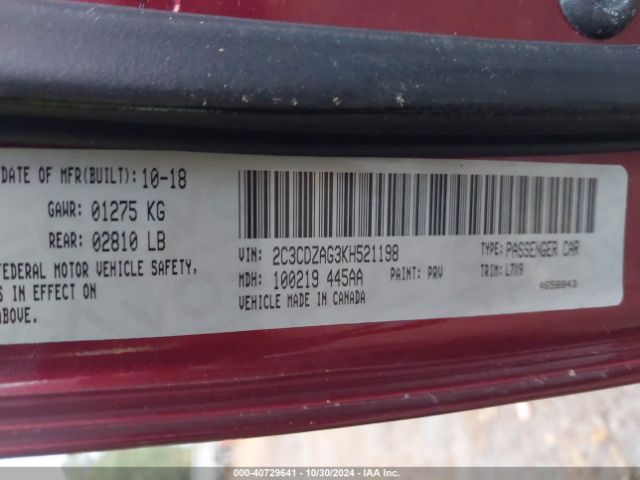 DATE OF MFR(BUILT): 10-18
GAWR: 01275 KG
REAR: 02810 LB
FEDERAL MOTOR VEHICLE SAFETY,
S IN EFFECT ON
ABOVE.
VIN: 2C3CDZAG3KH521198
TYPE: PASSENGER CAR
MDH: 100219 445AA
PAINT: PRV
TRIM: L7X9
VEHICLE MADE IN CANADA
4658843
000-40729641 - 10/30/2024 - IAA Inc.